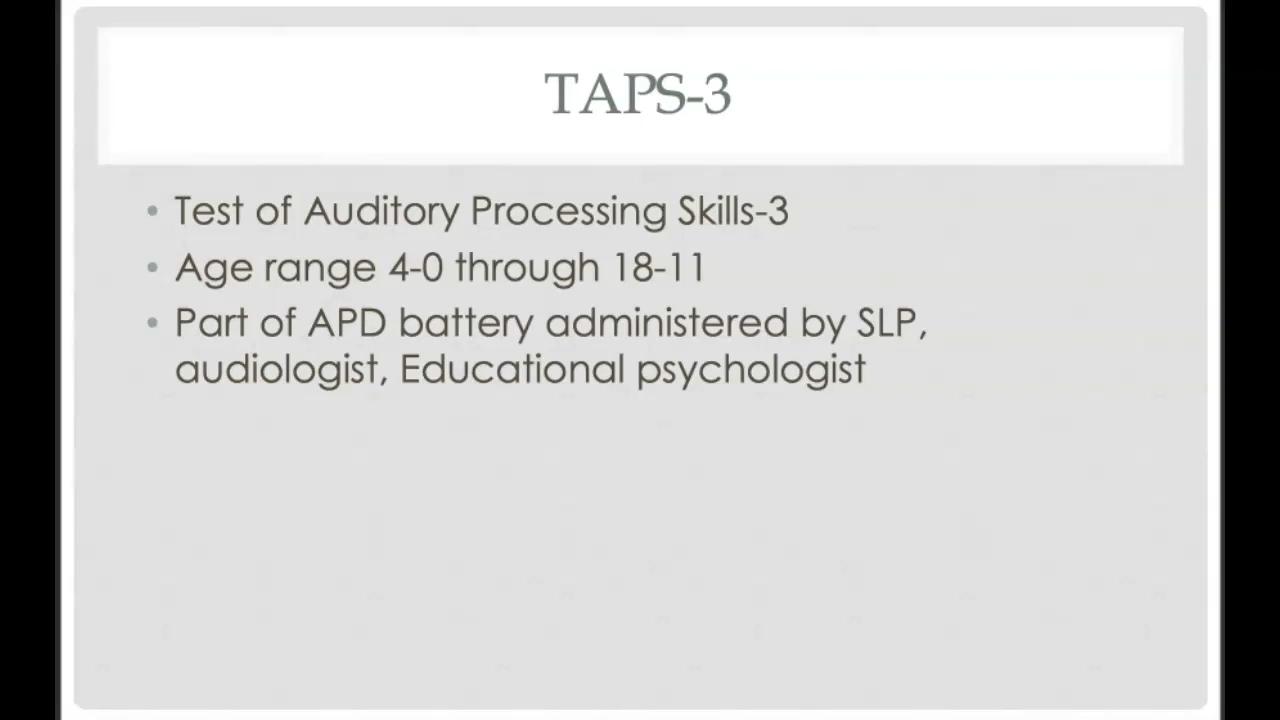 TAPS-3
• Test of Auditory Processing Skills-3
• Age range 4-0 through 18-11
• Part of APD battery administered by SLP,
audiologist, Educational psychologist